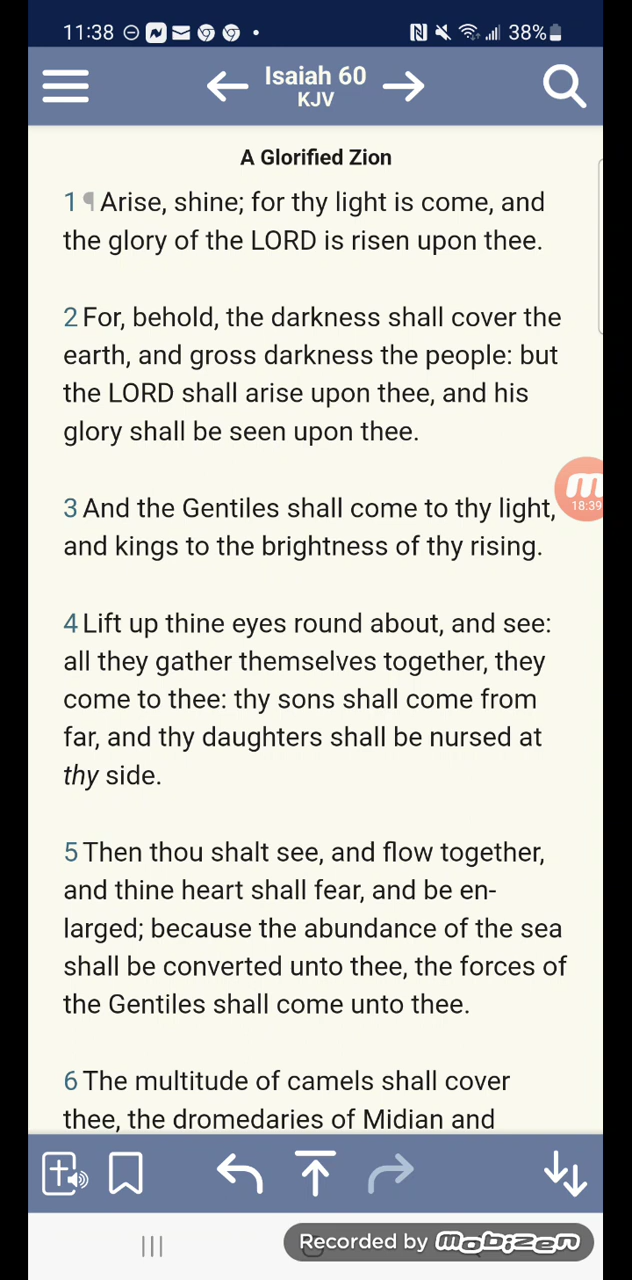 11:38
38%
Isaiah 60
KJV
A Glorified Zion
1 ¶ Arise, shine; for thy light is come, and
the glory of the LORD is risen upon thee.
2 For, behold, the darkness shall cover the
earth, and gross darkness the people: but
the LORD shall arise upon thee, and his
glory shall be seen upon thee.
3 And the Gentiles shall come to thy light,
and kings to the brightness of thy rising.
18:39
4 Lift up thine eyes round about, and see:
all they gather themselves together, they
come to thee: thy sons shall come from
far, and thy daughters shall be nursed at
thy side.
5 Then thou shalt see, and flow together,
and thine heart shall fear, and be en-
larged; because the abundance of the sea
shall be converted unto thee, the forces of
the Gentiles shall come unto thee.
6 The multitude of camels shall cover
thee, the dromedaries of Midian and
Recorded by mobizen